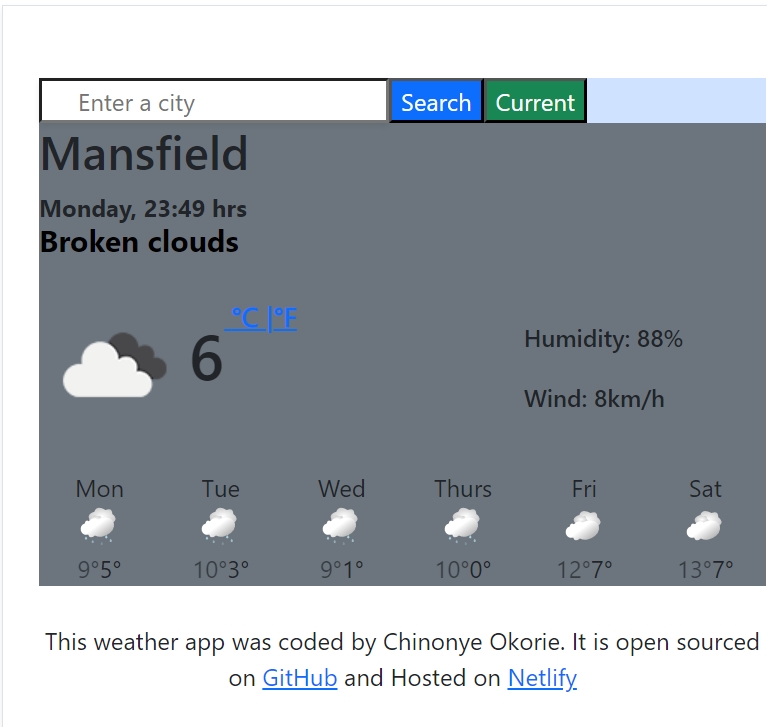 Enter a city Search Current
Mansfield
Monday, 23:49 hrs
Broken clouds
6 °C |°F
Humidity: 88%
Wind: 8km/h
Mon Tue Wed Thurs Fri Sat
9°5° 10°3° 9°1° 10°0° 12°7° 13°7°
This weather app was coded by Chinonye Okorie. It is open sourced
on GitHub and Hosted on Netlify